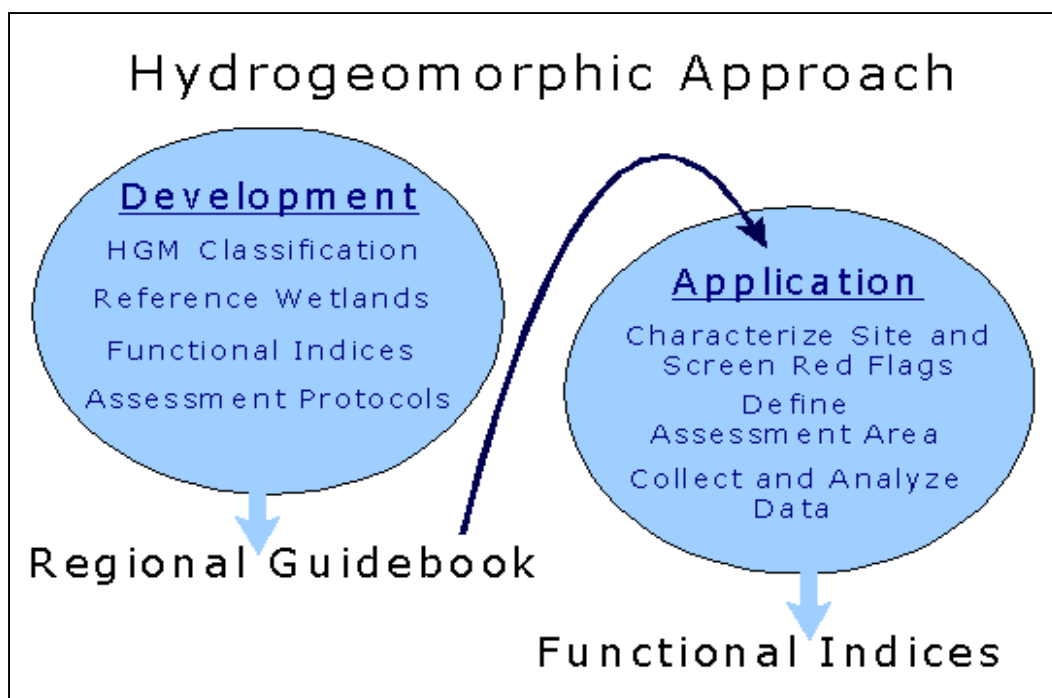 Hydrogeomorphic Approach
Development
HGM Classification
Reference Wetlands
Functional Indices
Assessment Protocols
Regional Guidebook
Application
Characterize Site and
Screen Red Flags
Define
Assessment Area
Collect and Analyze
Data
Functional Indices